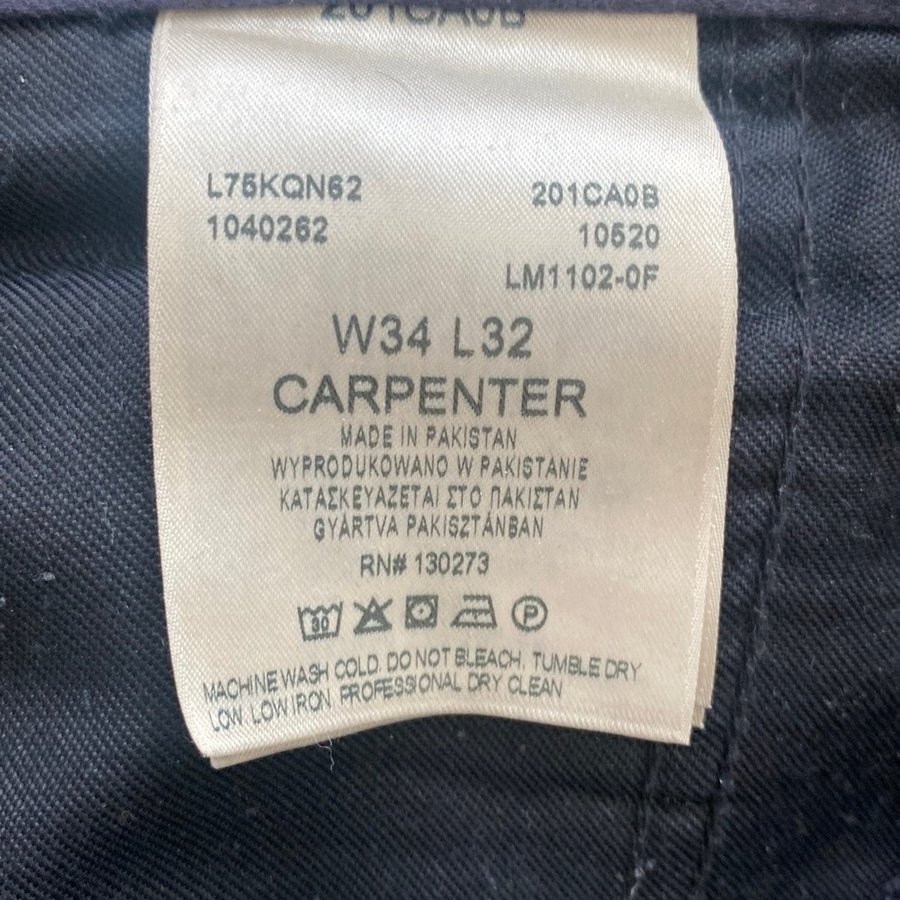 201CA0B
L75KQN62 201CA0B
1040262 10520
LM1102-0F
W34 L32
CARPENTER
MADE IN PAKISTAN
WYPRODUKOWANO W PAKISTANIE
ΚΑΤΑΣΚΕΥΑΖΕΤΑΙ ΣΤΟ ΠΑΚΙΣΤΑΝ
GYÁRTVA PAKISZTÁNBAN
RN# 130273
30 P
MACHINE WASH COLD. DO NOT BLEACH. TUMBLE DRY
LOW. LOW IRON. PROFESSIONAL DRY CLEAN